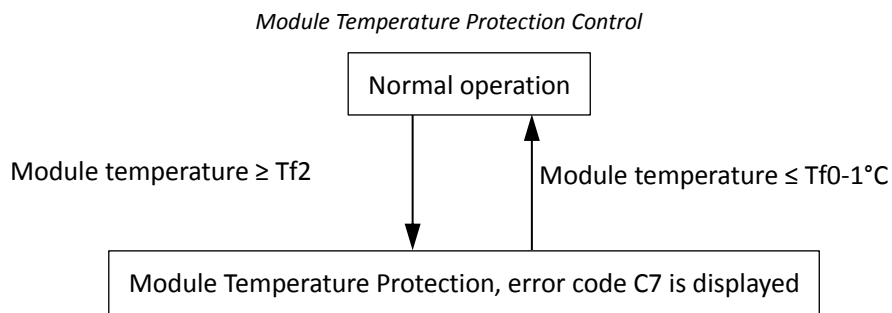 Module Temperature Protection Control
Normal operation
Module temperature ≥ Tf2
Module temperature ≤ Tf0-1°C
Module Temperature Protection, error code C7 is displayed